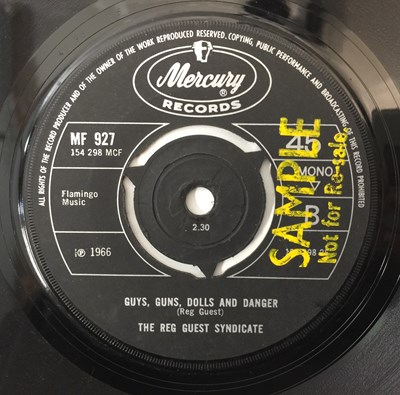 ALL RIGHTS OF THE RECORD PRODUCER AND OF THE OWNER OF THE WORK REPRODUCED RESERVED. COPYING, PUBLIC PERFORMANCE AND BROADCASTING OF THIS RECORD PROHIBITED
Mercury
RECORDS
MF 927
154 298 MCF
45
MONO
Flamingo
Music
B
2.30
℗ 1966
SAMPLE
Not for Re-sale
GUYS, GUNS, DOLLS AND DANGER
(Reg Guest)
THE REG GUEST SYNDICATE